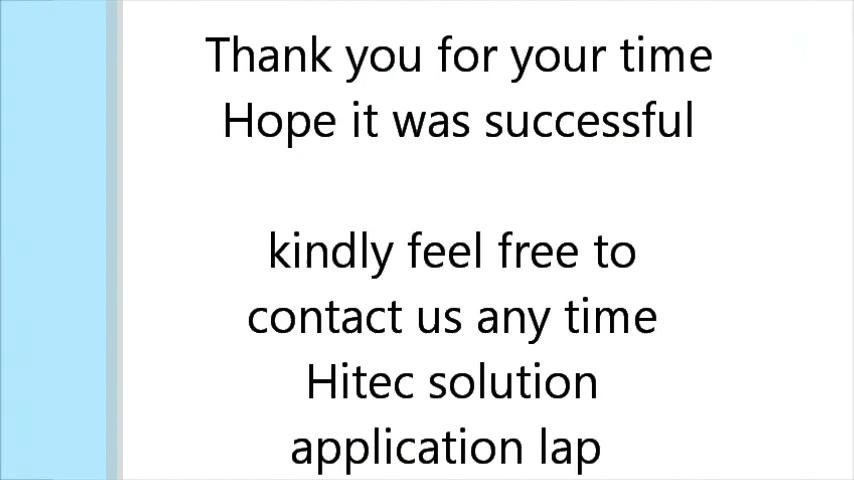 Thank you for your time
Hope it was successful
kindly feel free to
contact us any time
Hitec solution
application lap